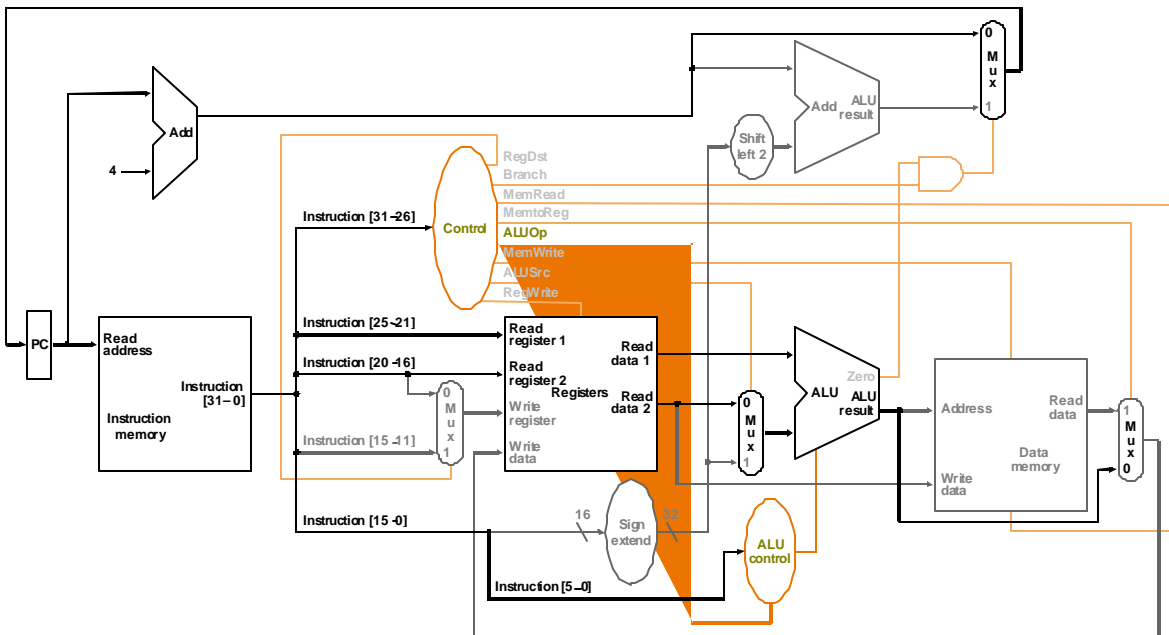 0
M
u
x
1
Add
ALU
result
Add
Shift
left 2
4
RegDst
Branch
MemRead
MemtoReg
ALUOp
MemWrite
ALUSrc
RegWrite
Control
Instruction [31–26]
Instruction [25-21]
Instruction [20-16]
Instruction [15-11]
Instruction [15-0]
Instruction [5–0]
PC
Read
address
Instruction
[31–0]
Instruction
memory
0
M
u
x
1
Read
register 1
Read
register 2
Write
register
Write
data
Registers
Read
data 1
Read
data 2
0
M
u
x
1
Zero
ALU
ALU
result
Address
Read
data
Data
memory
Write
data
1
M
u
x
0
16
Sign
extend
32
ALU
control